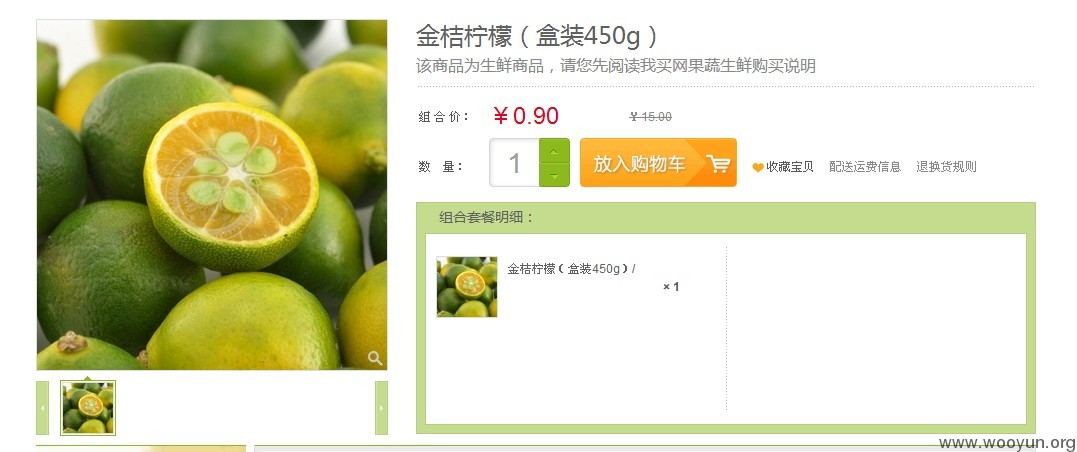 金桔柠檬（盒装450g）
该商品为生鲜商品，请您先阅读我买网果蔬生鲜购买说明
组合价： ￥0.90 ￥15.00
数 量： 1 放入购物车 收藏宝贝 配送运费信息 退换货规则
组合套餐明细：
金桔柠檬（盒装450g）/
× 1
www.wooyun.org